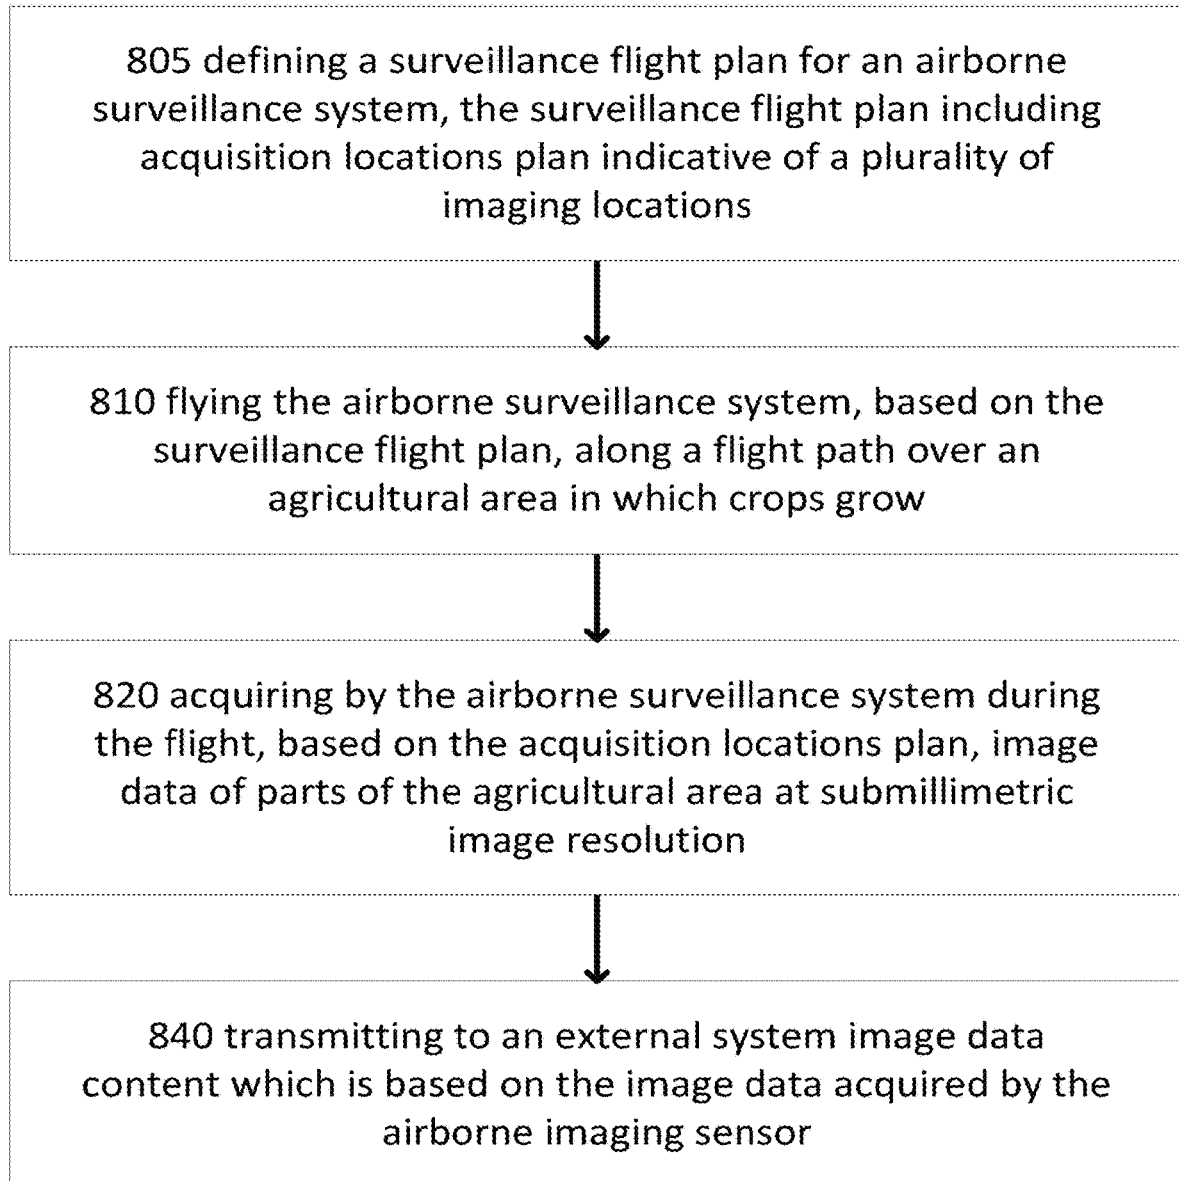 805 defining a surveillance flight plan for an airborne
surveillance system, the surveillance flight plan including
acquisition locations plan indicative of a plurality of
imaging locations
810 flying the airborne surveillance system, based on the
surveillance flight plan, along a flight path over an
agricultural area in which crops grow
820 acquiring by the airborne surveillance system during
the flight, based on the acquisition locations plan, image
data of parts of the agricultural area at submillimetric
image resolution
840 transmitting to an external system image data
content which is based on the image data acquired by the
airborne imaging sensor